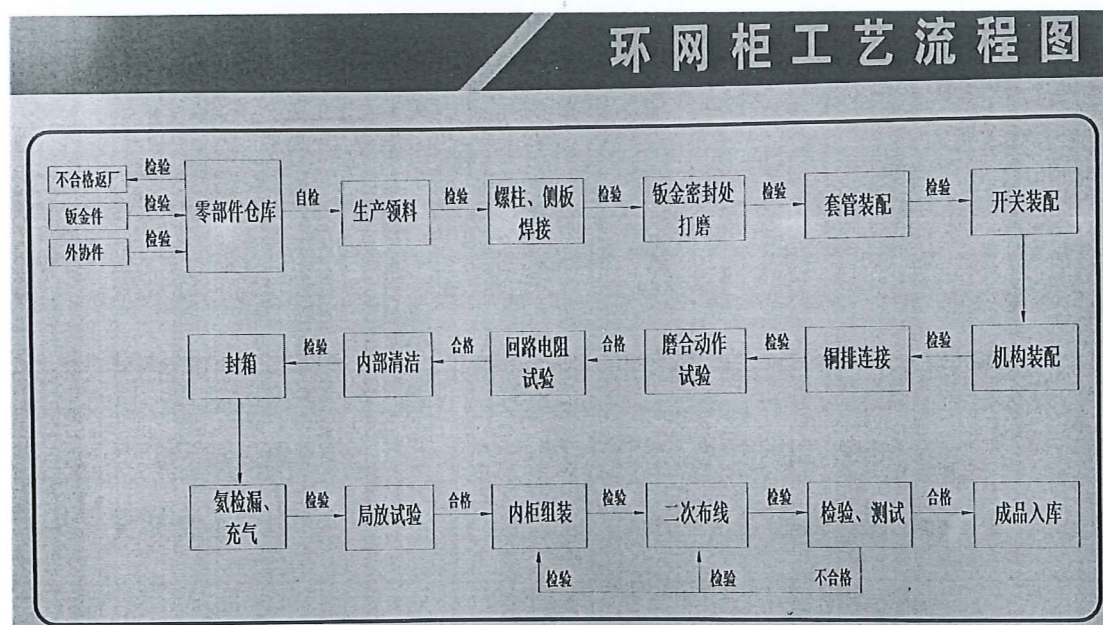 环网柜工艺流程图
不合格返厂
检验
钣金件
检验
外协件
检验
零部件仓库
自检
生产领料
检验
螺柱、侧板
焊接
检验
钣金密封处
打磨
检验
套管装配
检验
开关装配
封箱
检验
内部清洁
合格
回路电阻
试验
合格
磨合动作
试验
检验
铜排连接
检验
机构装配
氦检漏、
充气
检验
局放试验
合格
内柜组装
检验
二次布线
检验
检验、测试
合格
成品入库
检验
检验
不合格